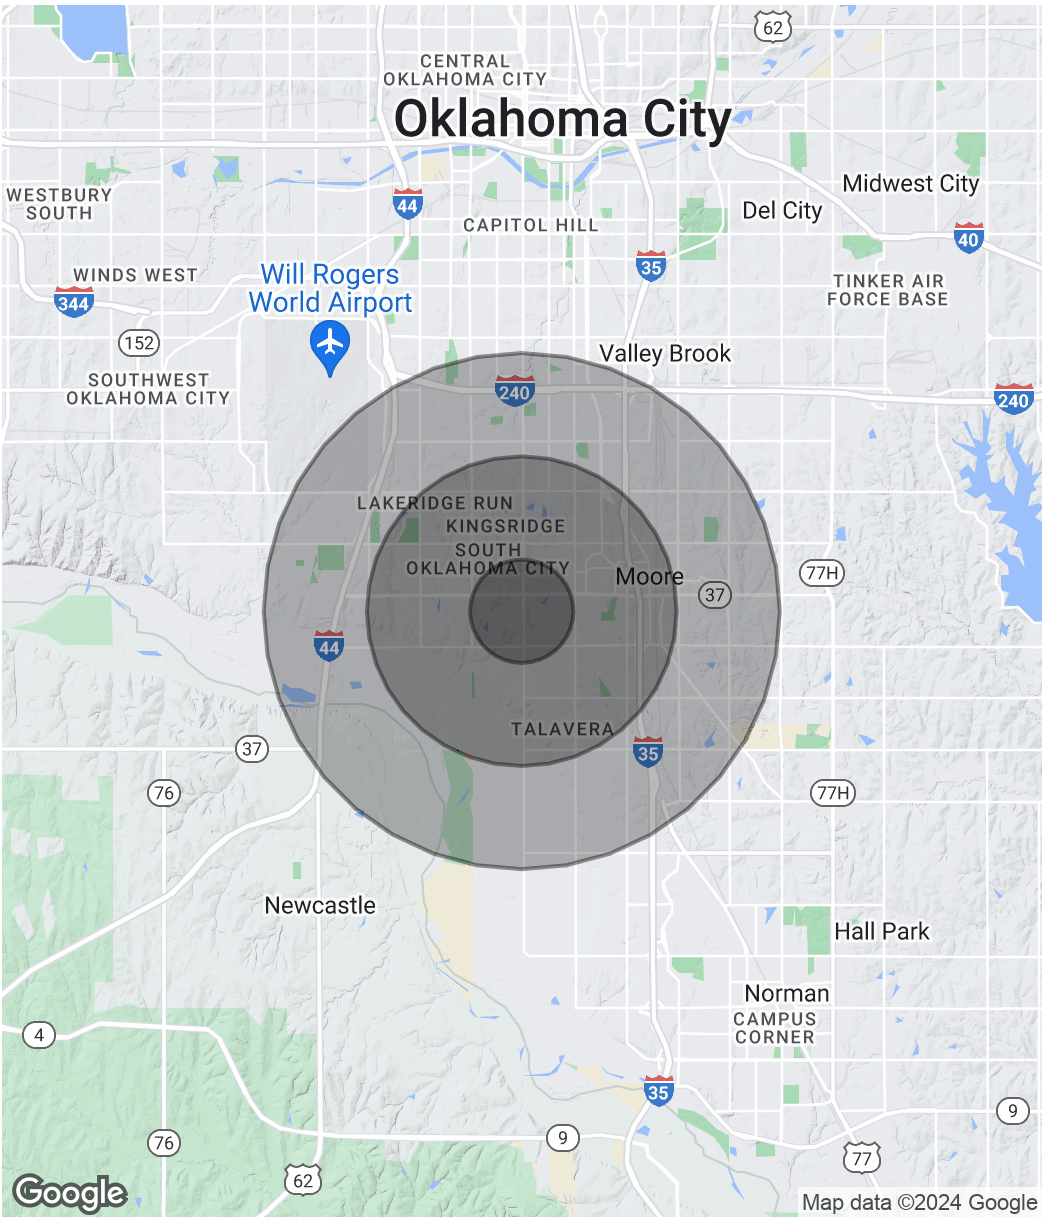 62
CENTRAL
OKLAHOMA CITY
Oklahoma City
Midwest City
WESTBURY
SOUTH
44
Del City
CAPITOL HILL
40
35
Will Rogers
World Airport
WINDS WEST
TINKER AIR
FORCE BASE
344
152
Valley Brook
SOUTHWEST
OKLAHOMA CITY
240
240
LAKERIDGE RUN
KINGSRIDGE
SOUTH
OKLAHOMA CITY
Moore
77H
37
44
TALAVERA
37
35
76
77H
Newcastle
Hall Park
Norman
CAMPUS
CORNER
4
35
9
76
9
77
62
Google
Map data ©2024 Google